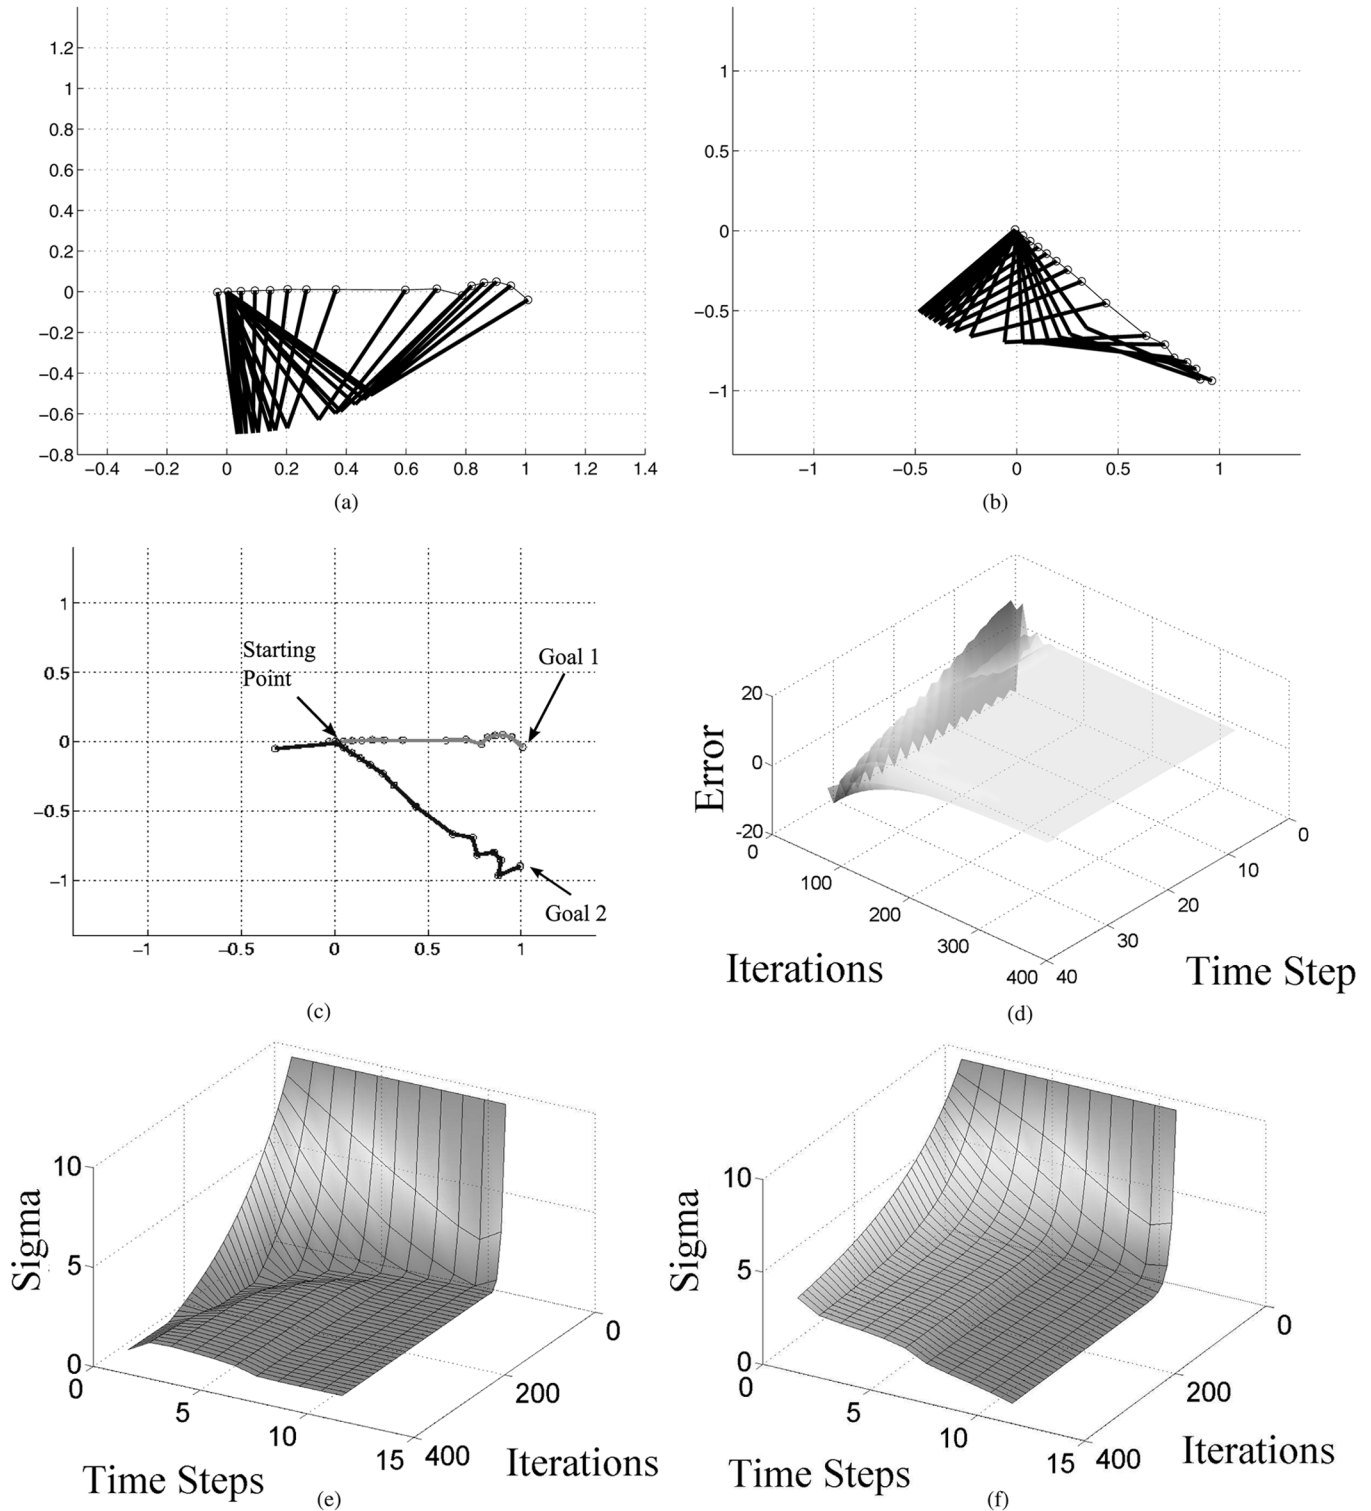 1.2
1
0.8
0.6
0.4
0.2
0
−0.2
−0.4
−0.6
−0.8
−0.4 −0.2 0 0.2 0.4 0.6 0.8 1 1.2 1.4
(a)
1
0.5
0
−0.5
−1
−1 −0.5 0 0.5 1
(b)
1
0.5
0
−0.5
−1
Starting
Point
Goal 1
Goal 2
−1 −0.5 0 0.5 1
(c)
20
0
-20
Error
0
100
200
300
400
Iterations
40
30
20
10
0
Time Step
(d)
10
5
0
Sigma
0
5
10
15
Time Steps
400
200
0
Iterations
(e)
10
5
0
Sigma
0
5
10
15
Time Steps
400
200
0
Iterations
(f)